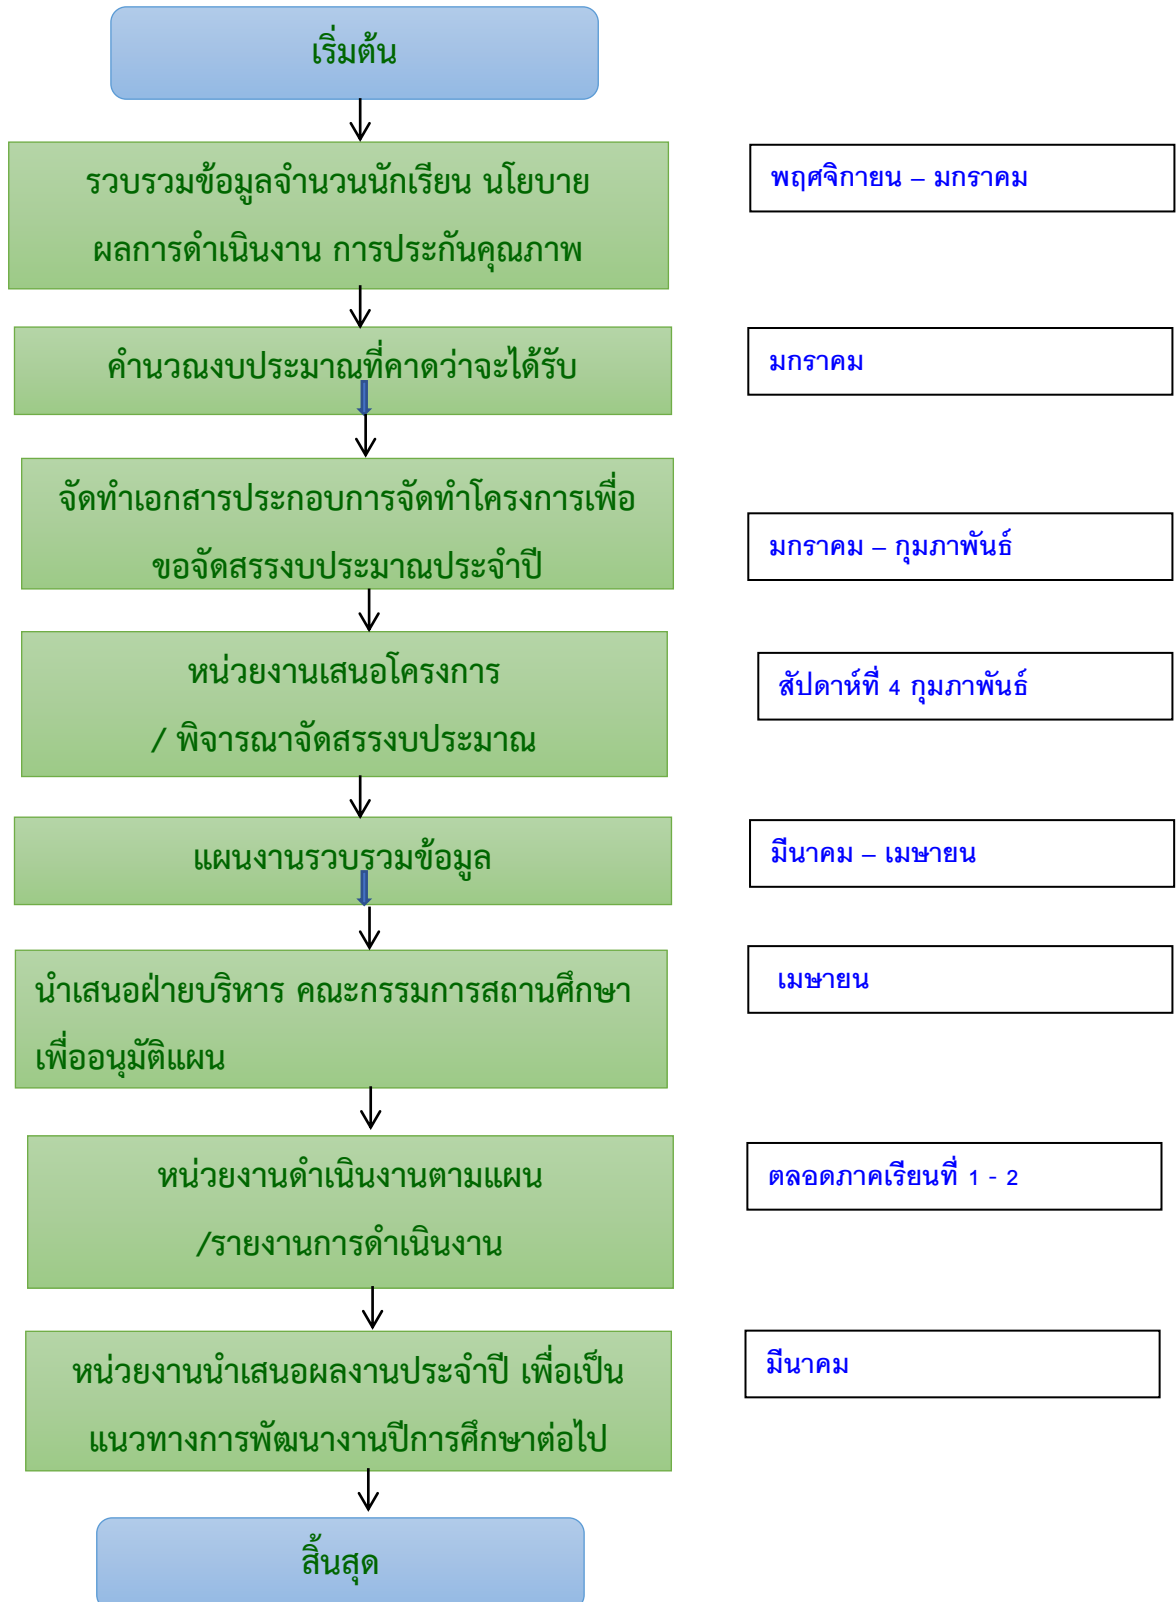 เริ่มต้น
รวบรวมข้อมูลจำนวนนักเรียน นโยบาย
ผลการดำเนินงาน การประกันคุณภาพ
พฤศจิกายน – มกราคม
คำนวณงบประมาณที่คาดว่าจะได้รับ
มกราคม
จัดทำเอกสารประกอบการจัดทำโครงการเพื่อ
ขอจัดสรรงบประมาณประจำปี
มกราคม – กุมภาพันธ์
หน่วยงานเสนอโครงการ
/ พิจารณาจัดสรรงบประมาณ
สัปดาห์ที่ 4 กุมภาพันธ์
แผนงานรวบรวมข้อมูล
มีนาคม – เมษายน
นำเสนอฝ่ายบริหาร คณะกรรมการสถานศึกษา
เพื่ออนุมัติแผน
เมษายน
หน่วยงานดำเนินงานตามแผน
/รายงานการดำเนินงาน
ตลอดภาคเรียนที่ 1 - 2
หน่วยงานนำเสนอผลงานประจำปี เพื่อเป็น
แนวทางการพัฒนางานปีการศึกษาต่อไป
มีนาคม
สิ้นสุด